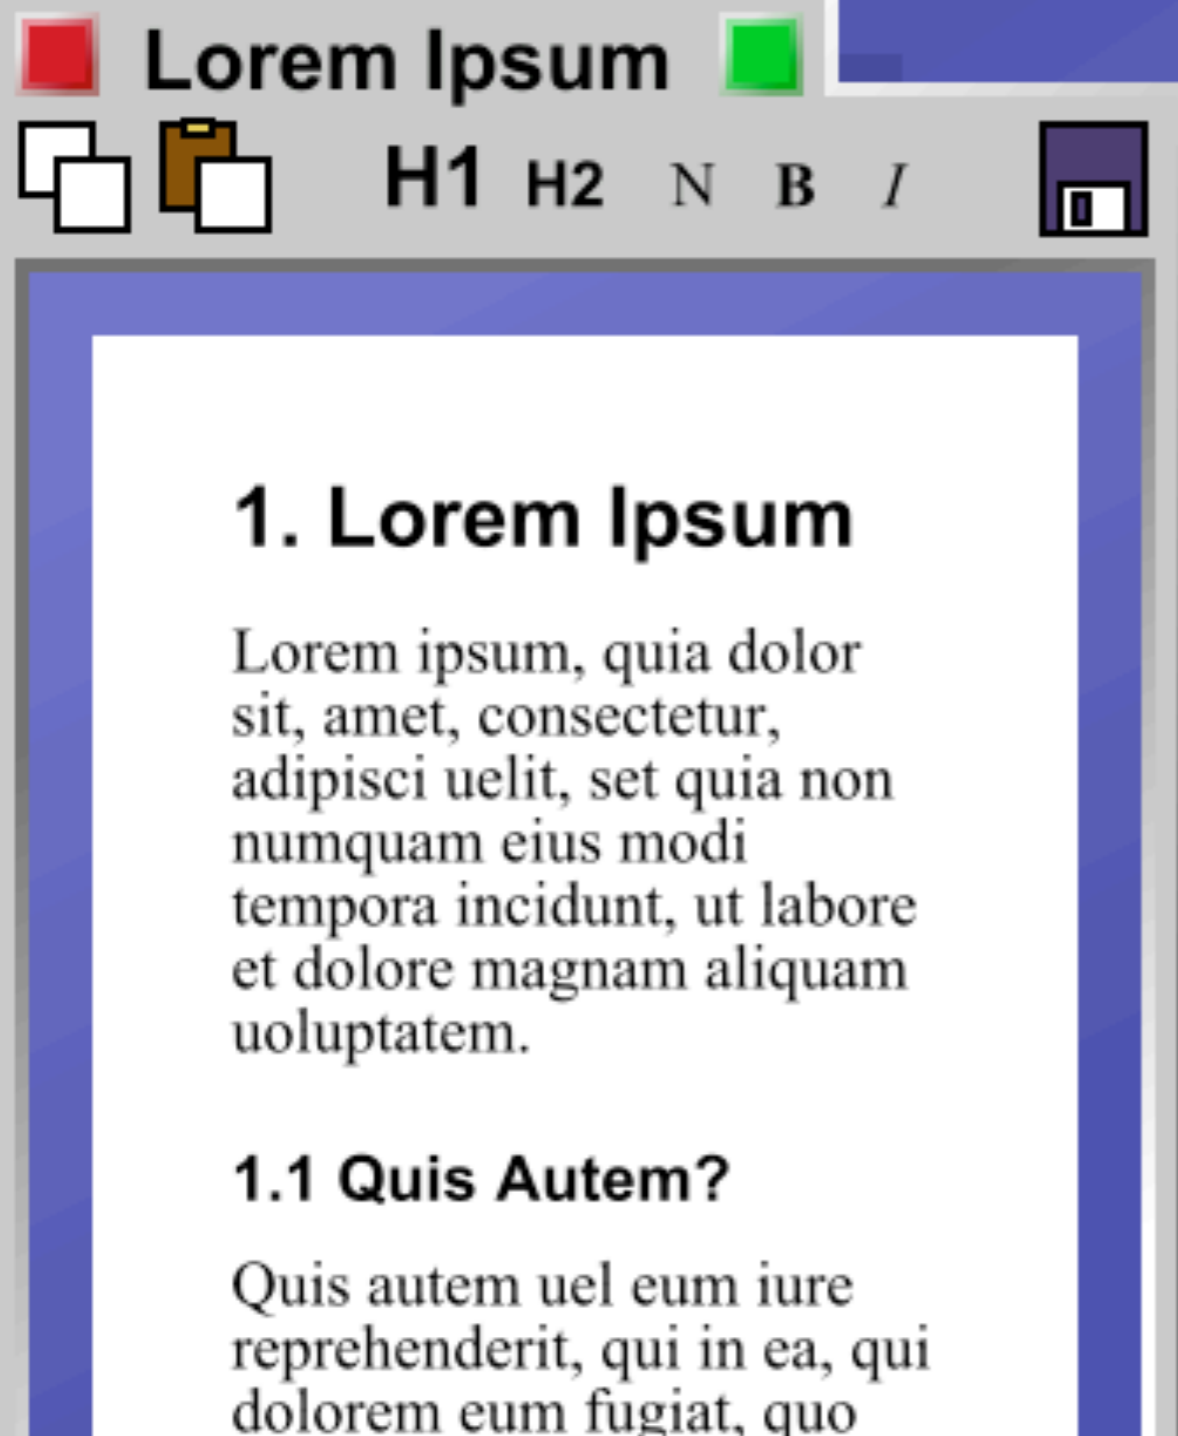 Lorem Ipsum
H1 H2 N B I
1. Lorem Ipsum
Lorem ipsum, quia dolor
sit, amet, consectetur,
adipisci uelit, set quia non
numquam eius modi
tempora incidunt, ut labore
et dolore magnam aliquam
uoluptatem.
1.1 Quis Autem?
Quis autem uel eum iure
reprehenderit, qui in ea, qui
dolorem eum fugiat, quo